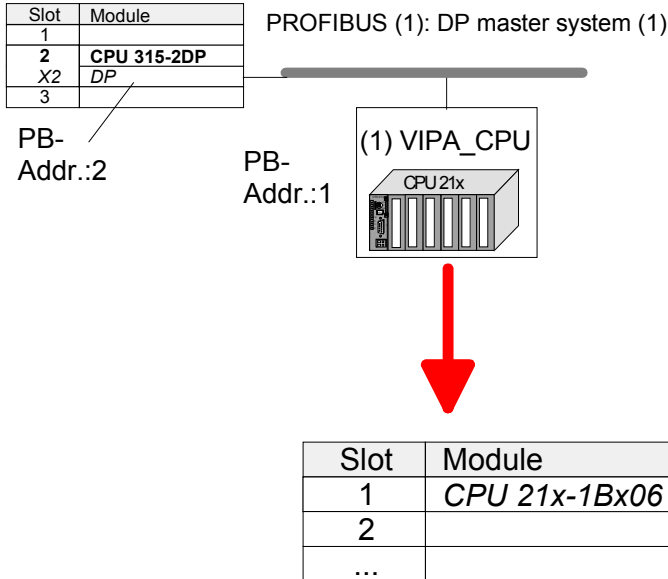 Slot Module
1
2 CPU 315-2DP
X2 DP
3
PROFIBUS (1): DP master system (1)
PB-
Addr.:2
PB-
Addr.:1
(1) VIPA_CPU
CPU 21x
Slot Module
1 CPU 21x-1Bx06
2
...